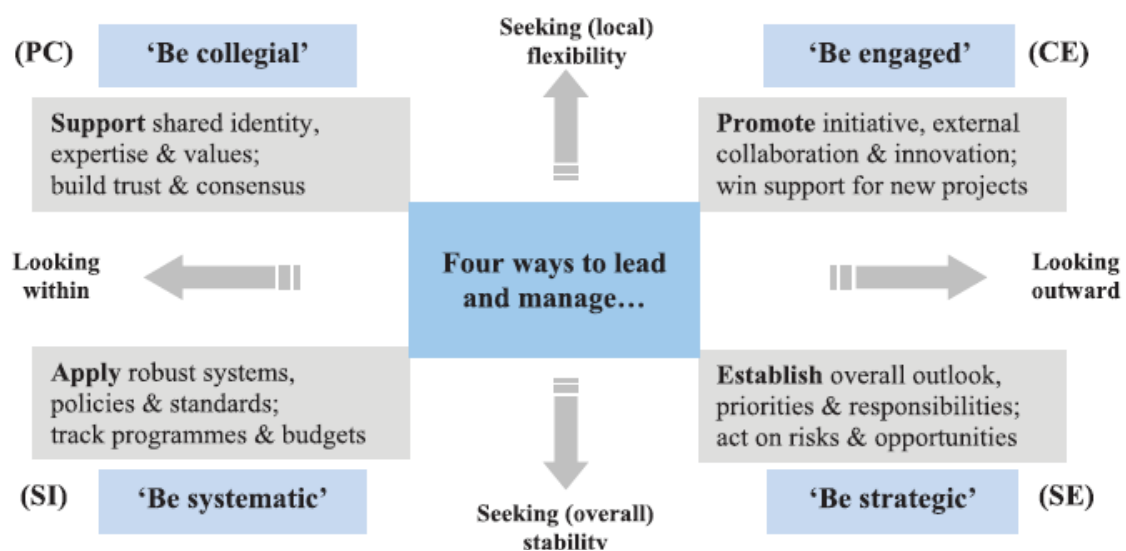 (PC)
‘Be collegial’
Seeking (local)
flexibility
‘Be engaged’
(CE)
Support shared identity,
expertise & values;
build trust & consensus
Promote initiative, external
collaboration & innovation;
win support for new projects
Looking
within
Four ways to lead
and manage…
Looking
outward
Apply robust systems,
policies & standards;
track programmes & budgets
Establish overall outlook,
priorities & responsibilities;
act on risks & opportunities
(SI)
‘Be systematic’
Seeking (overall)
stability
‘Be strategic’
(SE)